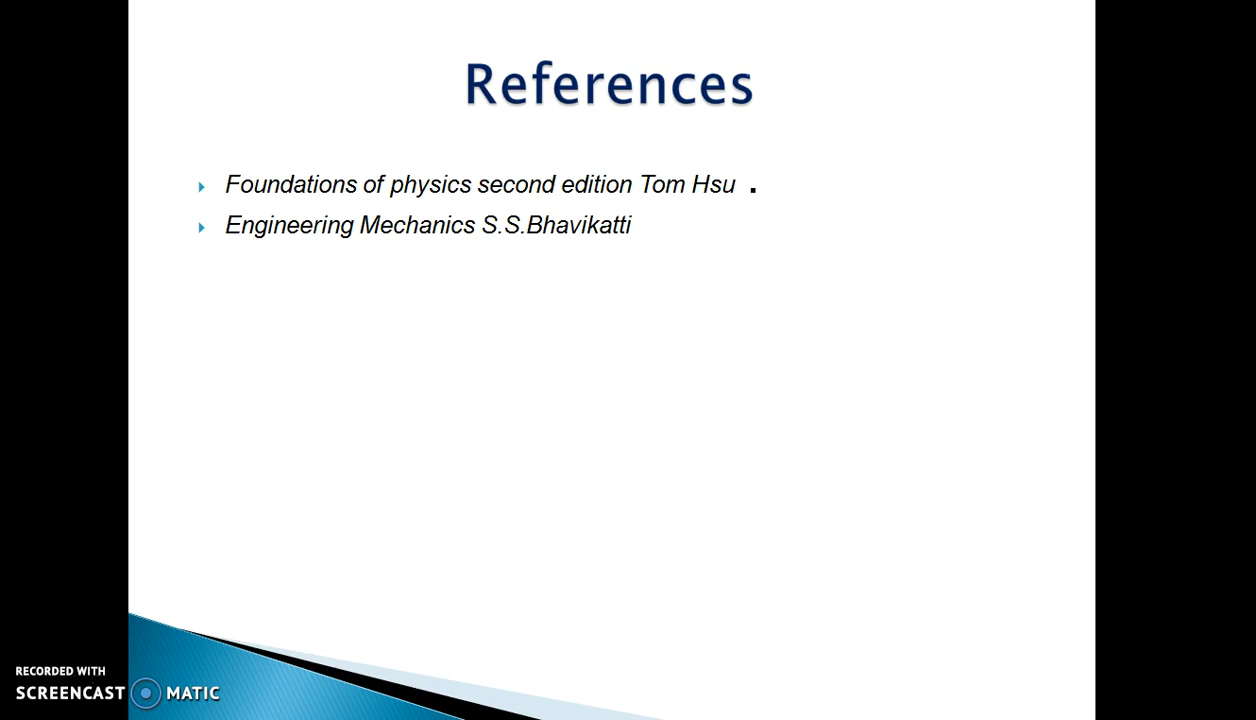 References
Foundations of physics second edition Tom Hsu .
Engineering Mechanics S.S.Bhavikatti
RECORDED WITH
SCREENCAST MATIC